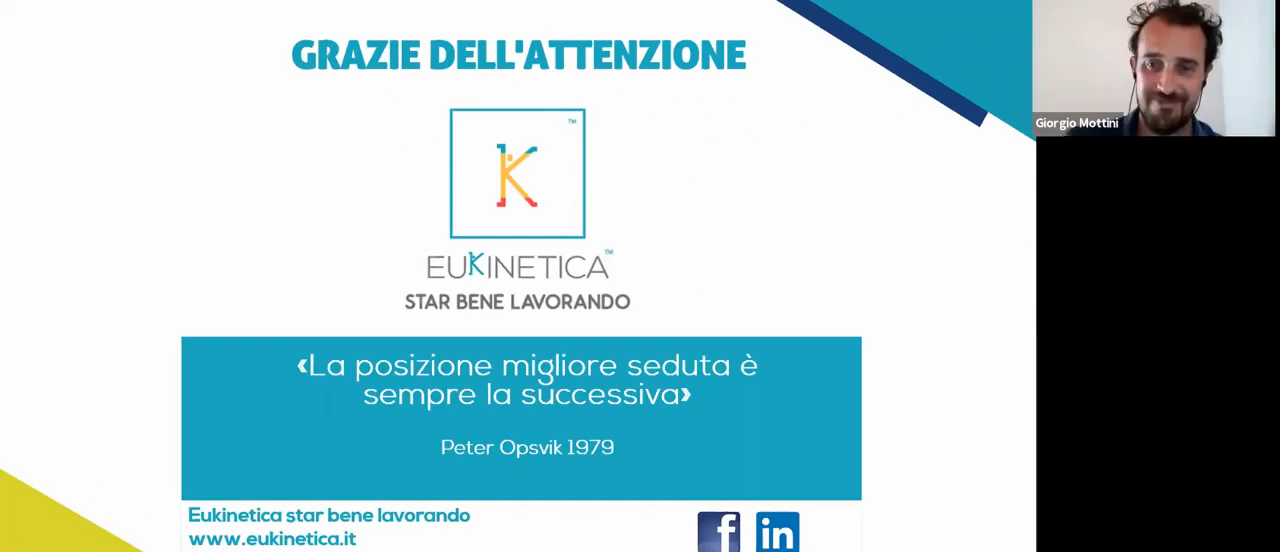 GRAZIE DELL'ATTENZIONE
Giorgio Mottini
TM
K
EUKINETICA TM
STAR BENE LAVORANDO
«La posizione migliore seduta è
sempre la successiva»
Peter Opsvik 1979
Eukinetica star bene lavorando
www.eukinetica.it
f
in